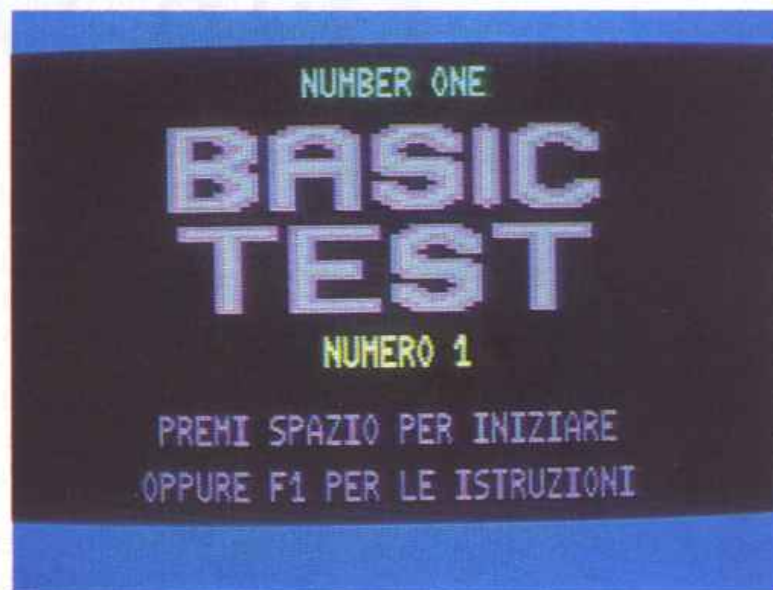 NUMBER ONE
BASIC
TEST
NUMERO 1
PREMI SPAZIO PER INIZIARE
OPPURE F1 PER LE ISTRUZIONI